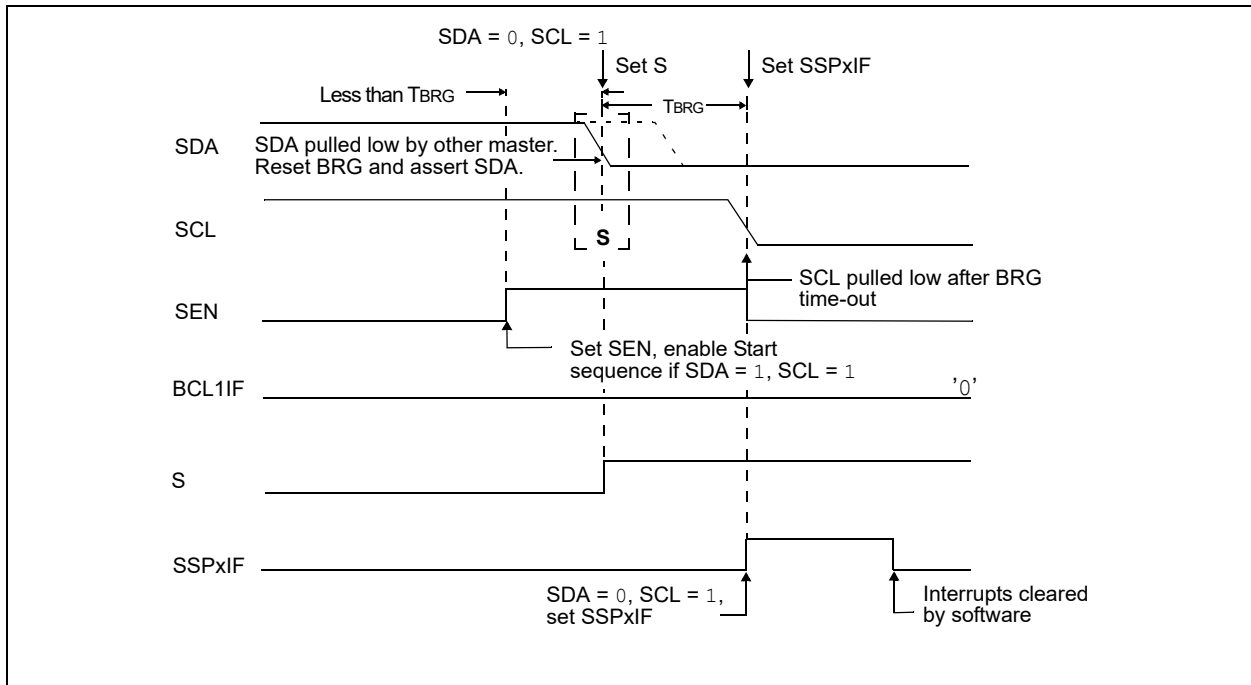 SDA = 0, SCL = 1
Set S
Set SSPxIF
Less than TBRG
TBRG
SDA
SDA pulled low by other master.
Reset BRG and assert SDA.
SCL
S
SCL pulled low after BRG
time-out
SEN
Set SEN, enable Start
sequence if SDA = 1, SCL = 1
BCL1IF
'0'
S
SSPxIF
SDA = 0, SCL = 1,
set SSPxIF
Interrupts cleared
by software